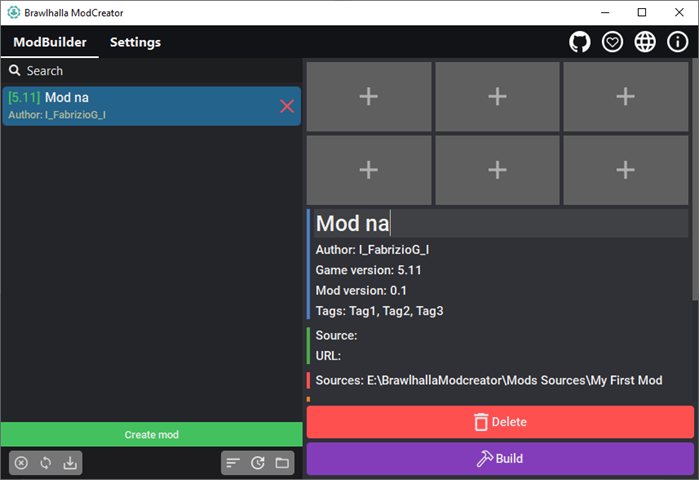 Brawlhalla ModCreator
ModBuilder Settings
Search
[5.11] Mod na
Author: I_FabrizioG_I
Create mod
Mod na
Author: I_FabrizioG_I
Game version: 5.11
Mod version: 0.1
Tags: Tag1, Tag2, Tag3
Source:
URL:
Sources: E:\BrawlhallaModcreator\Mods Sources\My First Mod
Delete
Build